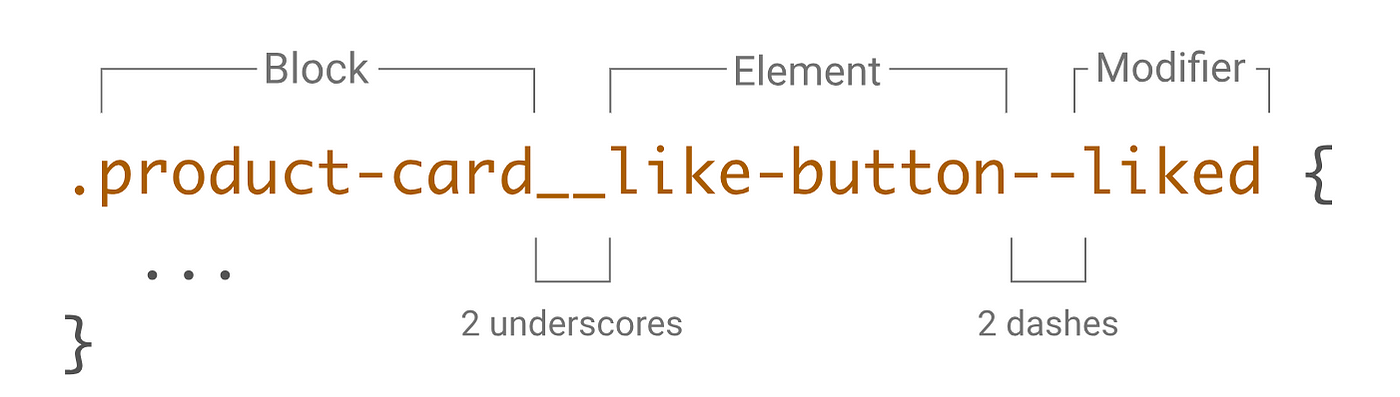 Block Element Modifier
.product-card__like-button--liked {
...
2 underscores 2 dashes
}